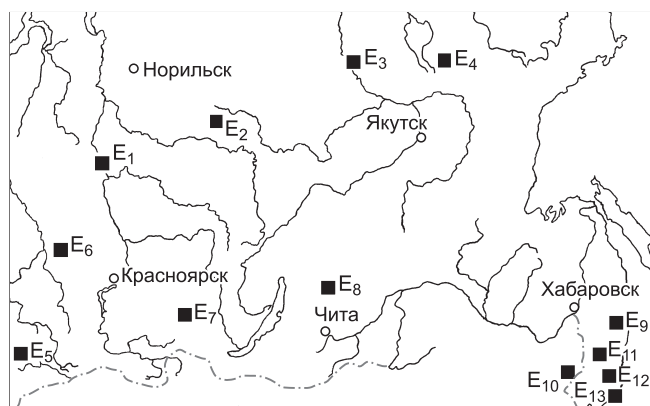 Норильск
E3
E4
E2
Якутск
E1
E6
Красноярск
E8
Хабаровск
E7
Чита
E9
E5
E11
E10
E12
E13